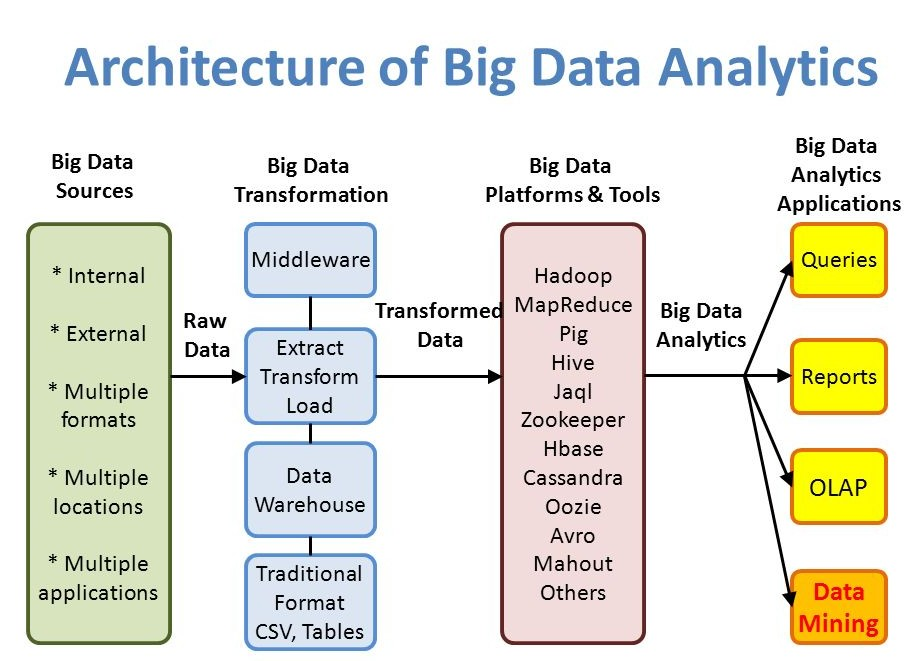 Architecture of Big Data Analytics
Big Data
Sources
* Internal
* External
* Multiple
formats
* Multiple
locations
* Multiple
applications
Raw
Data
Big Data
Transformation
Middleware
Extract
Transform
Load
Data
Warehouse
Traditional
Format
CSV, Tables
Transformed
Data
Big Data
Platforms & Tools
Hadoop
MapReduce
Pig
Hive
Jaql
Zookeeper
Hbase
Cassandra
Oozie
Avro
Mahout
Others
Big Data
Analytics
Big Data
Analytics
Applications
Queries
Reports
OLAP
Data
Mining